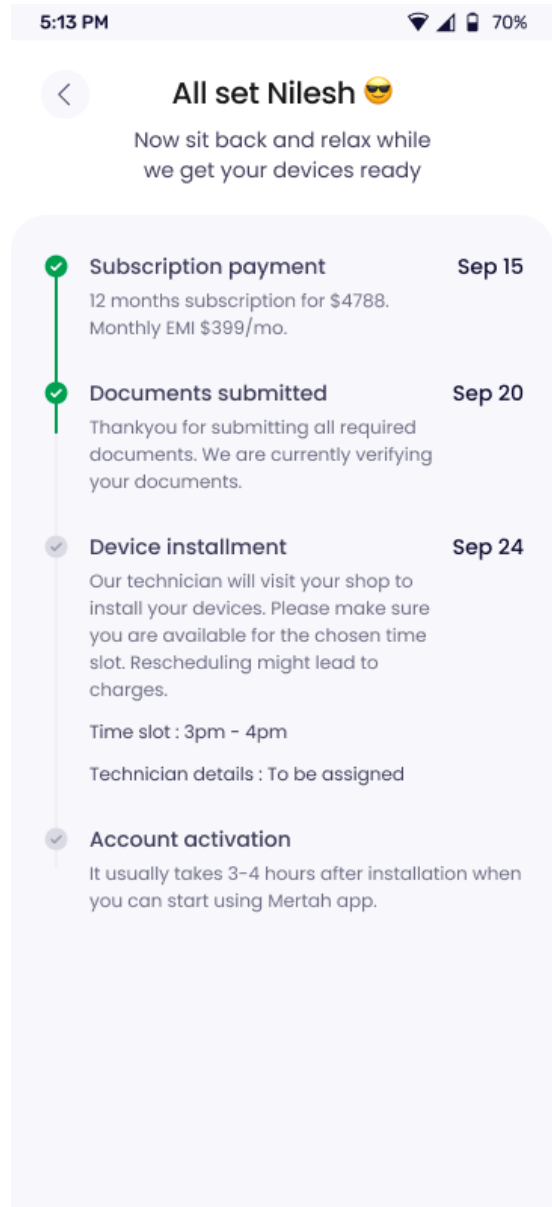 5:13 PM 70%
All set Nilesh 😎
Now sit back and relax while
we get your devices ready
Subscription payment Sep 15
12 months subscription for $4788.
Monthly EMI $399/mo.
Documents submitted Sep 20
Thankyou for submitting all required
documents. We are currently verifying
your documents.
Device installment Sep 24
Our technician will visit your shop to
install your devices. Please make sure
you are available for the chosen time
slot. Rescheduling might lead to
charges.
Time slot : 3pm - 4pm
Technician details : To be assigned
Account activation
It usually takes 3-4 hours after installation when
you can start using Mertah app.